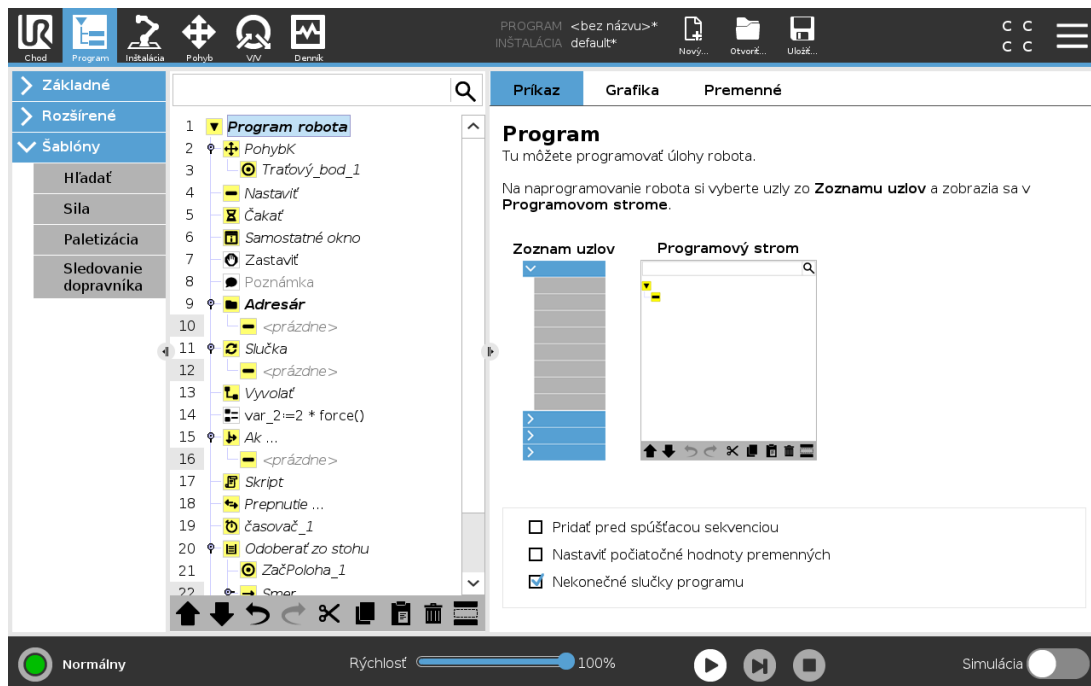 PROGRAM <bez názvu>*
INŠTALÁCIA default*
UR
Chod
Program
Inštalácia
Pohyb
V/V
Denník
Nový...
Otvoriť...
Uložiť...
C C
C C
Základné
Rozšírené
Šablóny
Hľadať
Sila
Paletizácia
Sledovanie
dopravníka
1 Program robota
2 PohybK
3 Traťový_bod_1
4 Nastaviť
5 Čakať
6 Samostatné okno
7 Zastaviť
8 Poznámka
9 Adresár
10 <prázdne>
11 Slučka
12 <prázdne>
13 Vyvolať
14 var_2:=2 * force()
15 Ak ...
16 <prázdne>
17 Skript
18 Prepnutie ...
19 časovač_1
20 Odoberať zo stohu
21 ZačPoloha_1
22 Smer
Príkaz Grafika Premenné
Program
Tu môžete programovať úlohy robota.
Na naprogramovanie robota si vyberte uzly zo Zoznamu uzlov a zobrazia sa v
Programovom strome.
Zoznam uzlov Programový strom
Pridať pred spúšťacou sekvenciou
Nastaviť počiatočné hodnoty premenných
Nekonečné slučky programu
Normálny
Rýchlosť 100%
Simulácia